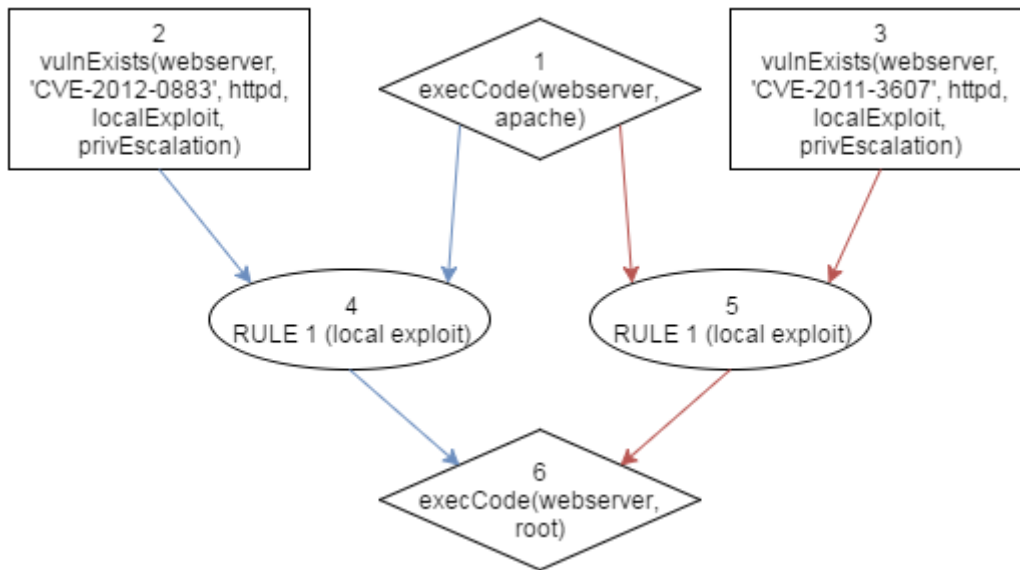 2
vulnExists(webserver,
'CVE-2012-0883', httpd,
localExploit,
privEscalation)
1
execCode(webserver,
apache)
3
vulnExists(webserver,
'CVE-2011-3607', httpd,
localExploit,
privEscalation)
4
RULE 1 (local exploit)
5
RULE 1 (local exploit)
6
execCode(webserver,
root)